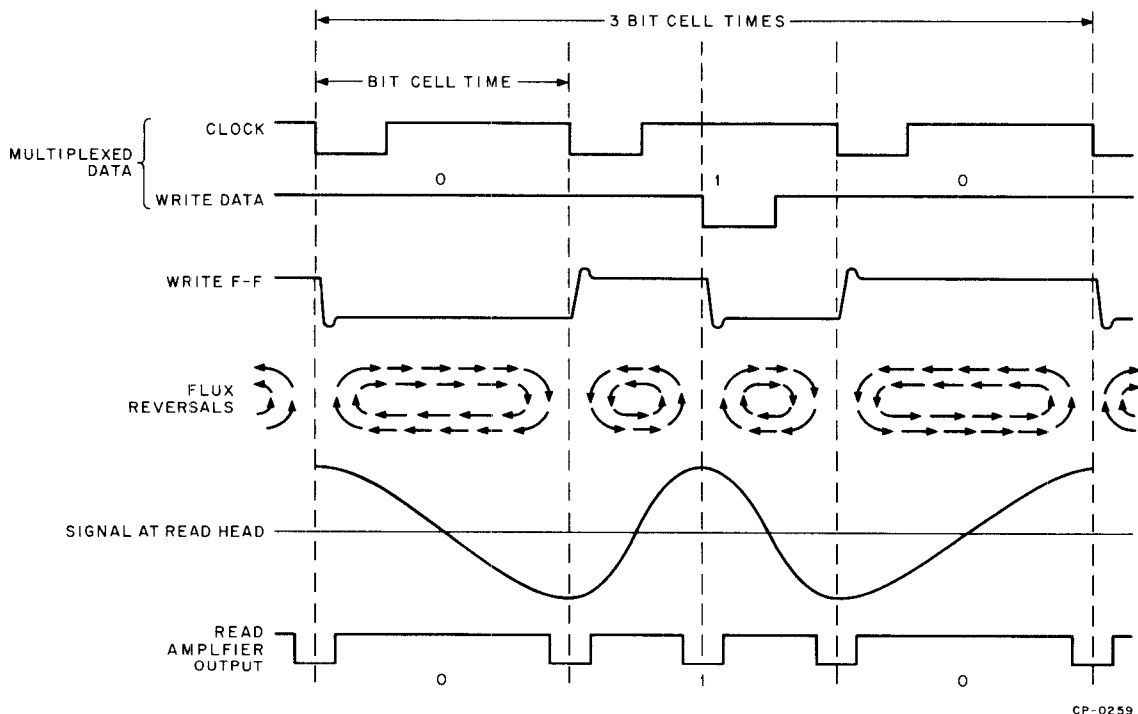 3 BIT CELL TIMES
BIT CELL TIME
CLOCK
MULTIPLEXED
DATA
0 1 0
WRITE DATA
WRITE F-F
FLUX
REVERSALS
SIGNAL AT READ HEAD
READ
AMPLFIER
OUTPUT
0 1 0
CP-0259